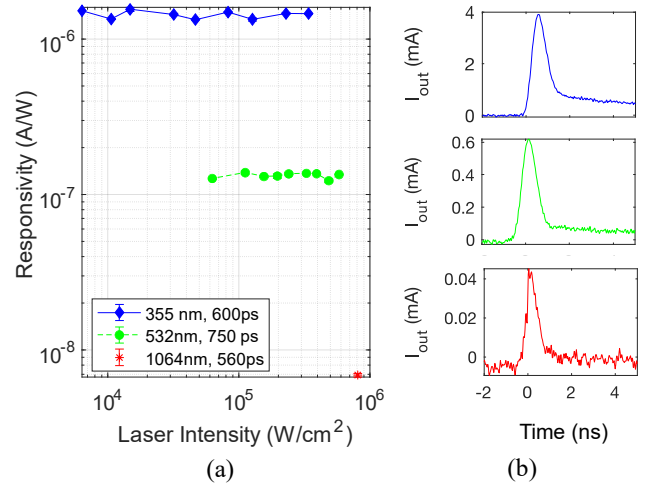 10^-6
10^-7
10^-8
Responsivity (A/W)
355 nm, 600ps
532nm, 750 ps
1064nm, 560ps
10^4
10^5
10^6
Laser Intensity (W/cm^2)
(a)
4
2
0
I_out (mA)
0.6
0.4
0.2
0
I_out (mA)
0.04
0.02
0
I_out (mA)
-2
0
2
4
Time (ns)
(b)